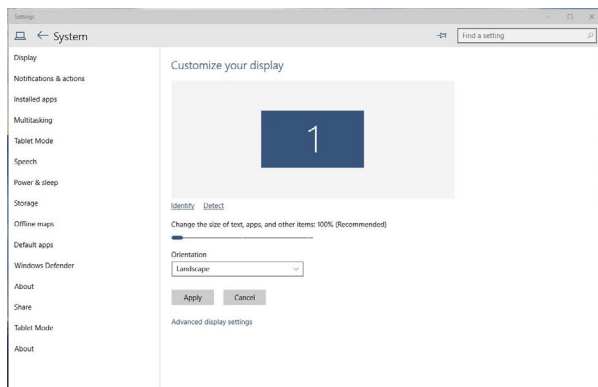 Settings
System
Find a setting
Display
Notifications & actions
Installed apps
Multitasking
Tablet Mode
Speech
Power & sleep
Storage
Offline maps
Default apps
Windows Defender
About
Share
Tablet Mode
About
Customize your display
1
Identify Detect
Change the size of text, apps, and other items: 100% (Recommended)
Orientation
Landscape
Apply Cancel
Advanced display settings